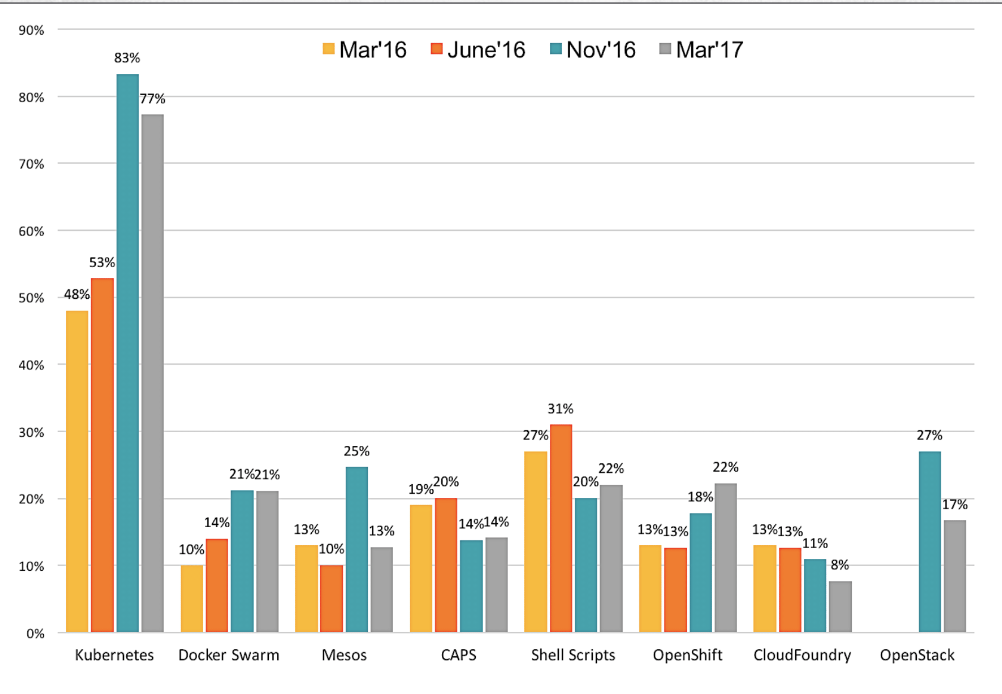 90%
80%
70%
60%
50%
40%
30%
20%
10%
0%
Mar'16 June'16 Nov'16 Mar'17
48% 53% 83% 77%
10% 14% 21% 21%
13% 10% 25% 13%
19% 20% 14% 14%
27% 31% 20% 22%
13% 13% 18% 22%
13% 13% 11% 8%
27% 17%
Kubernetes Docker Swarm Mesos CAPS Shell Scripts OpenShift CloudFoundry OpenStack